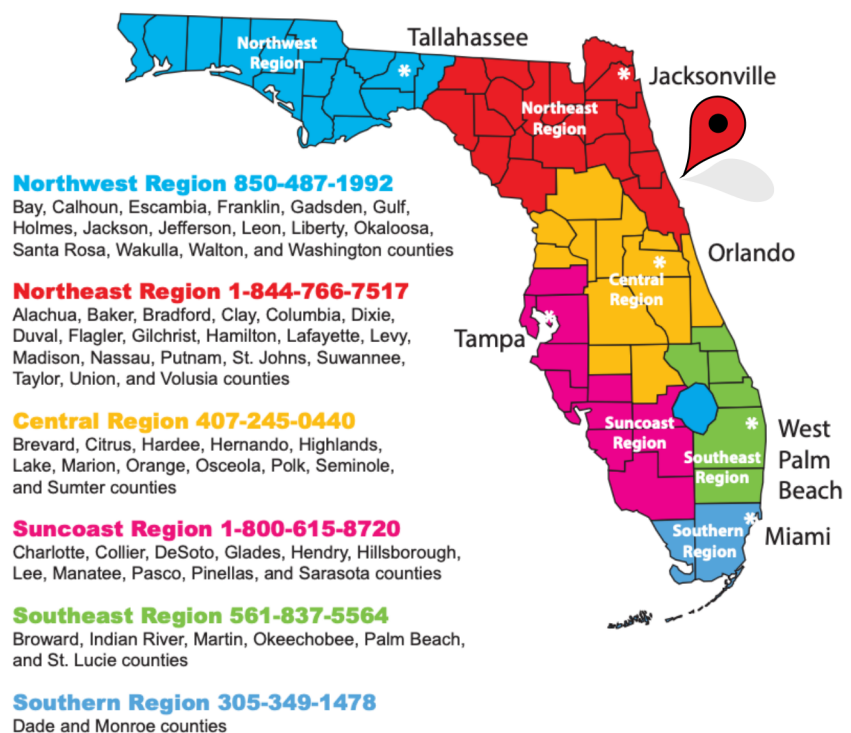 Tallahassee
Northwest
Region
*
*
Jacksonville
Northeast
Region
Northwest Region 850-487-1992
Bay, Calhoun, Escambia, Franklin, Gadsden, Gulf,
Holmes, Jackson, Jefferson, Leon, Liberty, Okaloosa,
Santa Rosa, Wakulla, Walton, and Washington counties
Orlando
*
Central
Region
Northeast Region 1-844-766-7517
Alachua, Baker, Bradford, Clay, Columbia, Dixie,
Duval, Flagler, Gilchrist, Hamilton, Lafayette, Levy,
Madison, Nassau, Putnam, St. Johns, Suwannee,
Taylor, Union, and Volusia counties
*
Tampa
Central Region 407-245-0440
Brevard, Citrus, Hardee, Hernando, Highlands,
Lake, Marion, Orange, Osceola, Polk, Seminole,
and Sumter counties
Suncoast
Region
*
West
Palm
Beach
Southeast
Region
Suncoast Region 1-800-615-8720
Charlotte, Collier, DeSoto, Glades, Hendry, Hillsborough,
Lee, Manatee, Pasco, Pinellas, and Sarasota counties
*
Miami
Southern
Region
Southeast Region 561-837-5564
Broward, Indian River, Martin, Okeechobee, Palm Beach,
and St. Lucie counties
Southern Region 305-349-1478
Dade and Monroe counties